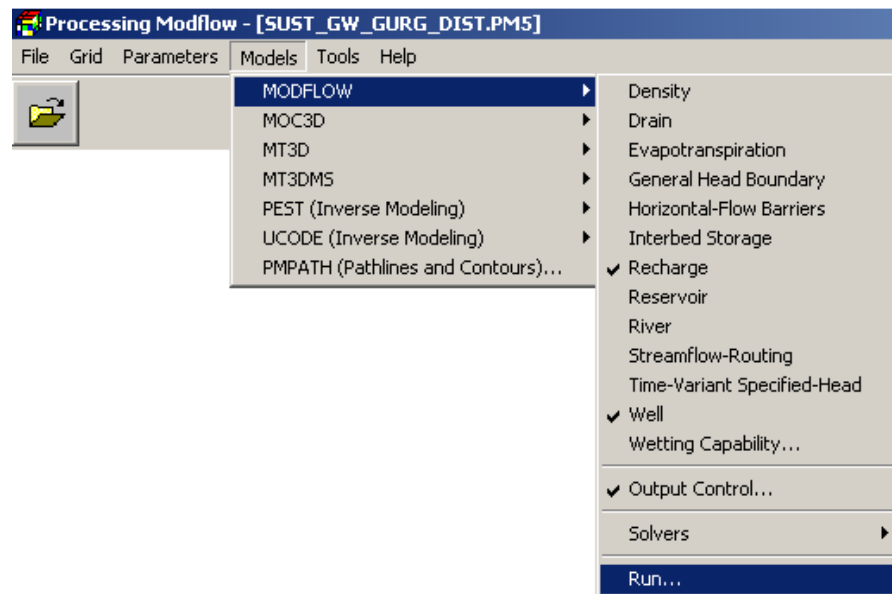 Processing Modflow - [SUST_GW_GURG_DIST.PM5]
File Grid Parameters Models Tools Help
MODFLOW
MOC3D
MT3D
MT3DMS
PEST (Inverse Modeling)
UCODE (Inverse Modeling)
PMPATH (Pathlines and Contours)...
Density
Drain
Evapotranspiration
General Head Boundary
Horizontal-Flow Barriers
Interbed Storage
Recharge
Reservoir
River
Streamflow-Routing
Time-Variant Specified-Head
Well
Wetting Capability...
Output Control...
Solvers
Run...